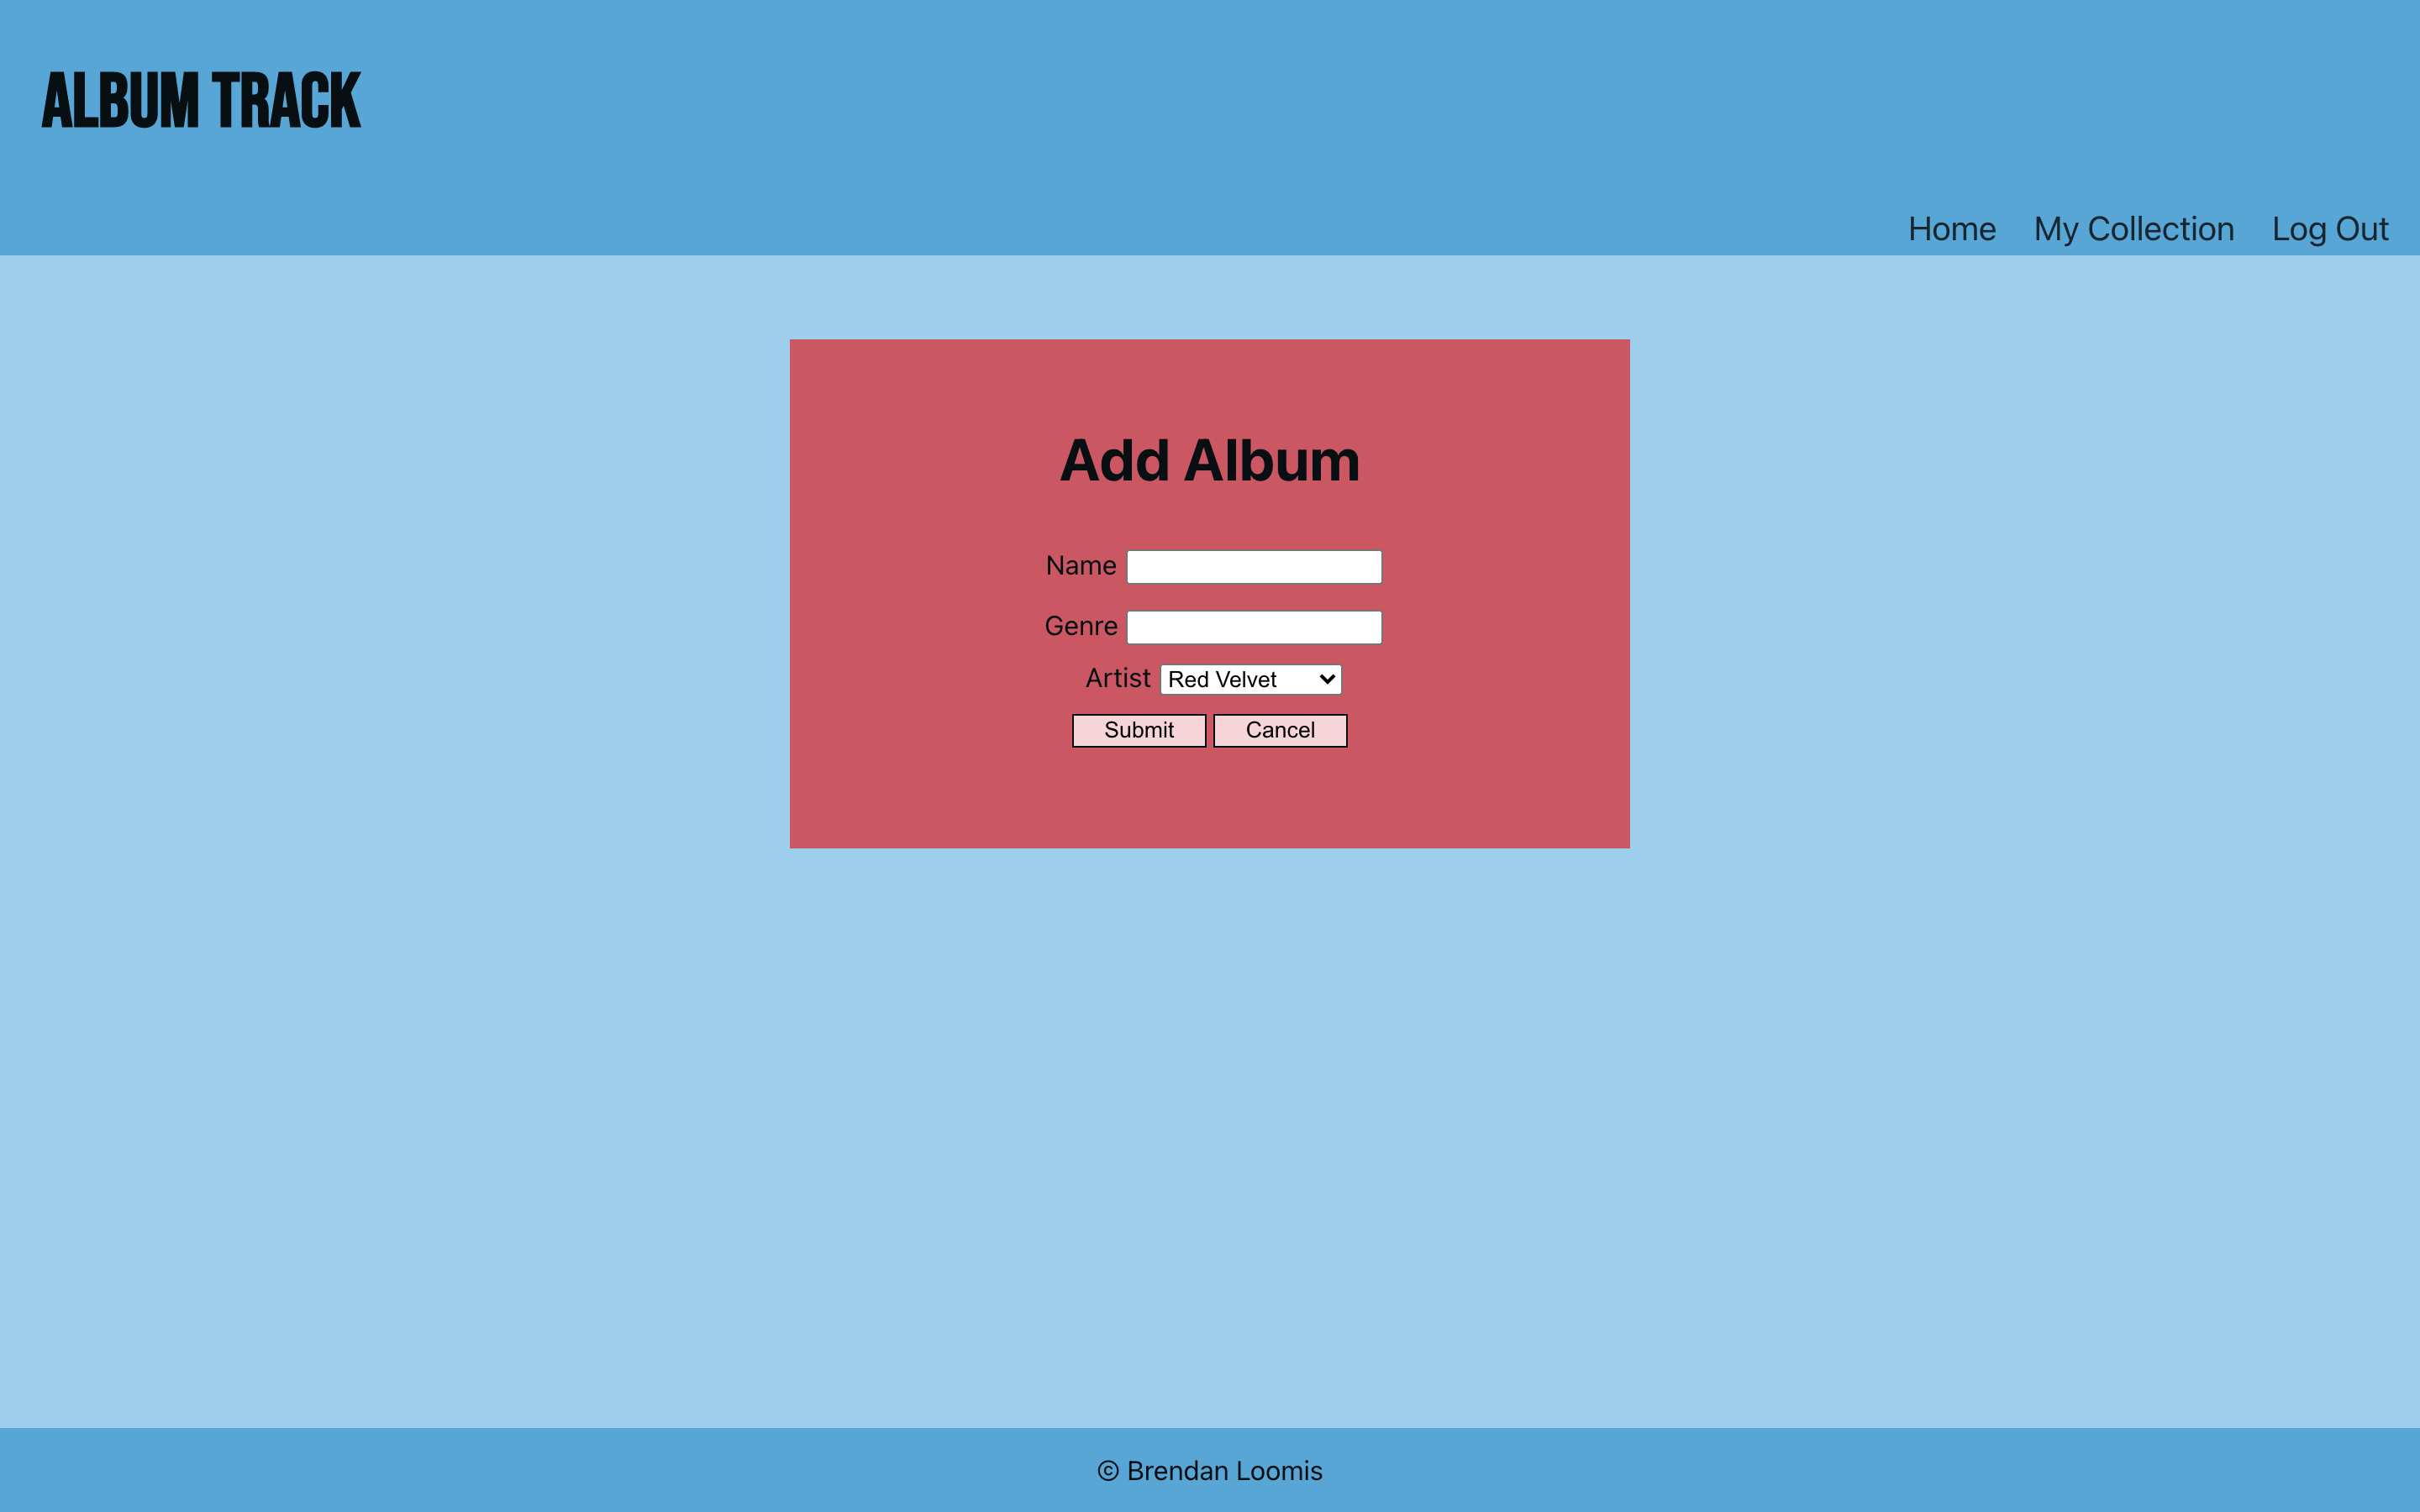 ALBUM TRACK
Home My Collection Log Out
Add Album
Name
Genre
Artist Red Velvet
Submit Cancel
© Brendan Loomis